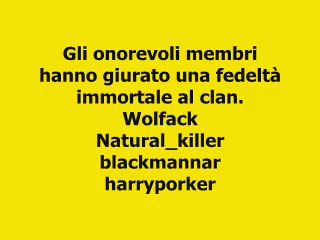 Gli onorevoli membri
hanno giurato una fedeltà
immortale al clan.
Wolfack
Natural_killer
blackmannar
harryporker